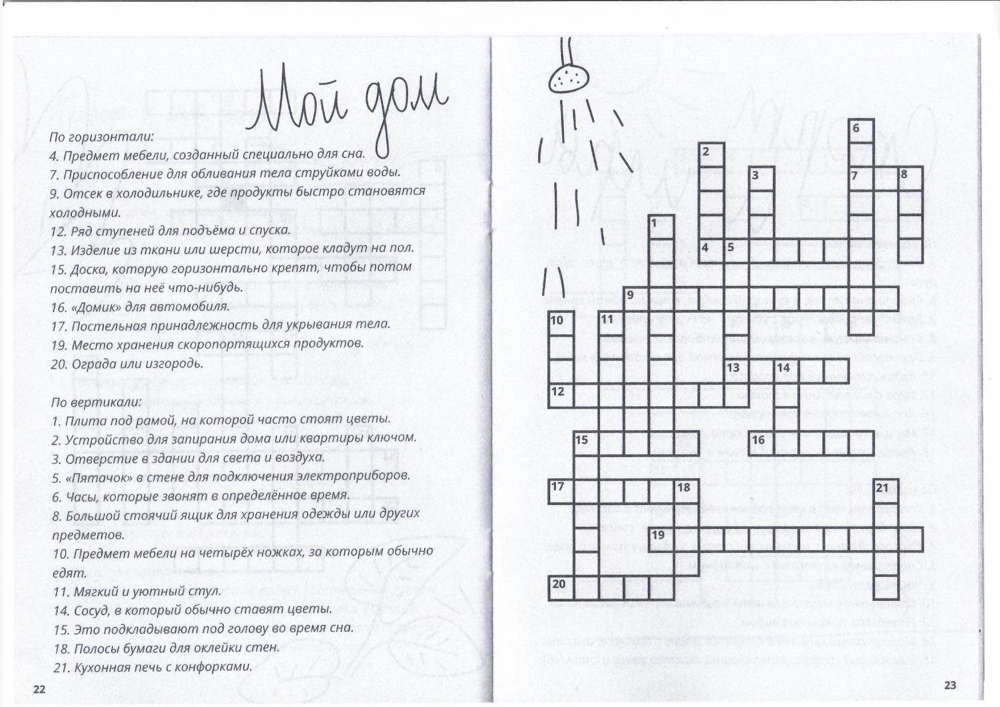 Мой дом
По горизонтали:
4. Предмет мебели, созданный специально для сна.
7. Приспособление для обливания тела струйками воды.
9. Отсек в холодильнике, где продукты быстро становятся
холодными.
12. Ряд ступеней для подъёма и спуска.
13. Изделие из ткани или шерсти, которое кладут на пол.
15. Доска, которую горизонтально крепят, чтобы потом
поставить на неё что-нибудь.
16. «Домик» для автомобиля.
17. Постельная принадлежность для укрывания тела.
19. Место хранения скоропортящихся продуктов.
20. Ограда или изгородь.
По вертикали:
1. Плита под рамой, на которой часто стоят цветы.
2. Устройство для запирания дома или квартиры ключом.
3. Отверстие в здании для света и воздуха.
5. «Пятачок» в стене для подключения электроприборов.
6. Часы, которые звонят в определённое время.
8. Большой стоячий ящик для хранения одежды или других
предметов.
10. Предмет мебели на четырёх ножках, за которым обычно
едят.
11. Мягкий и уютный стул.
14. Сосуд, в который обычно ставят цветы.
15. Это подкладывают под голову во время сна.
18. Полосы бумаги для оклейки стен.
21. Кухонная печь с конфорками.
22
6
2
3 7 8
1
4 5
9
10 11
13 14
12
15 16
17 18 21
19
20
23